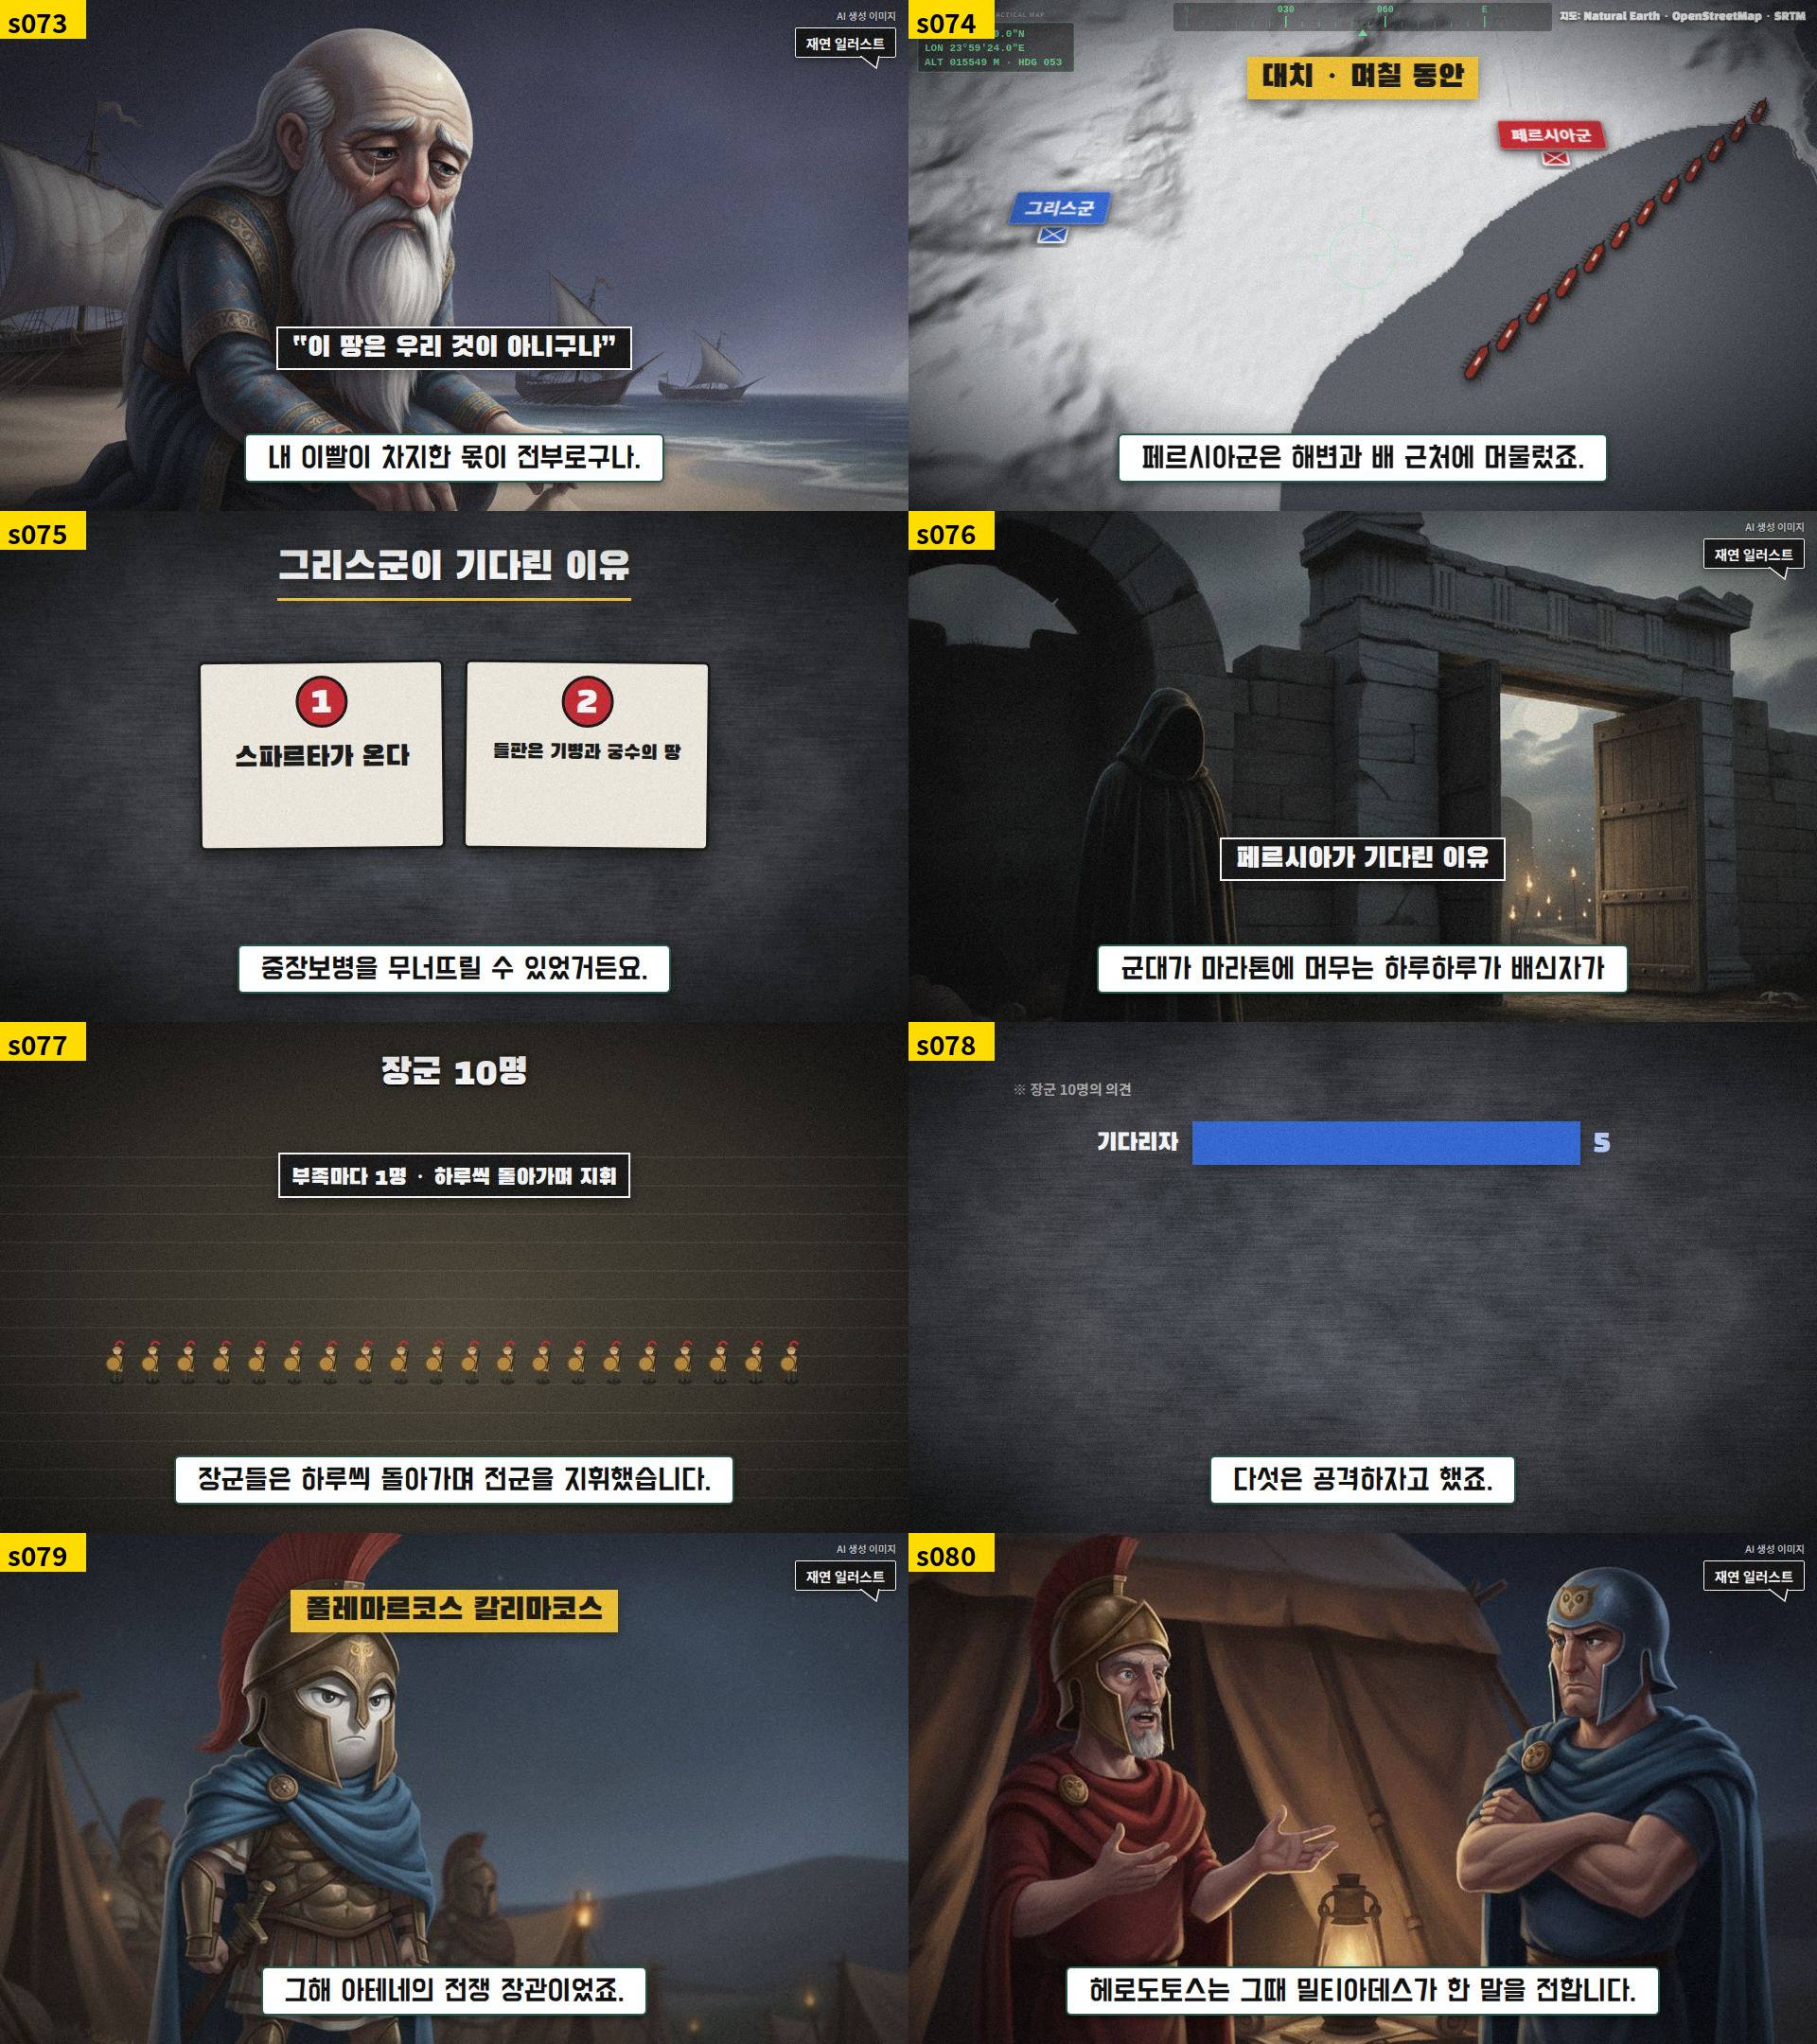 s073
AI 생성 이미지
재연 일러스트
"이 땅은 우리 것이 아니구나"
내 이빨이 차지한 몫이 전부로구나.
s074
LON 23°59'24.0"E
ALT 015549 M · HDG 053
030 060 E
지도: Natural Earth · OpenStreetMap · SRTM
대치 · 며칠 동안
페르시아군
그리스군
페르시아군은 해변과 배 근처에 머물렀죠.
s075
그리스군이 기다린 이유
1
스파르타가 온다
2
들판은 기병과 궁수의 땅
중장보병을 무너뜨릴 수 있었거든요.
s076
AI 생성 이미지
재연 일러스트
페르시아가 기다린 이유
군대가 마라톤에 머무는 하루하루가 배신자가
s077
장군 10명
부족마다 1명 · 하루씩 돌아가며 지휘
장군들은 하루씩 돌아가며 전군을 지휘했습니다.
s078
※ 장군 10명의 의견
기다리자 5
다섯은 공격하자고 했죠.
s079
AI 생성 이미지
재연 일러스트
폴레마르코스 칼리마코스
그해 아테네의 전쟁 장관이었죠.
s080
AI 생성 이미지
재연 일러스트
헤로도토스는 그때 밀티아데스가 한 말을 전합니다.